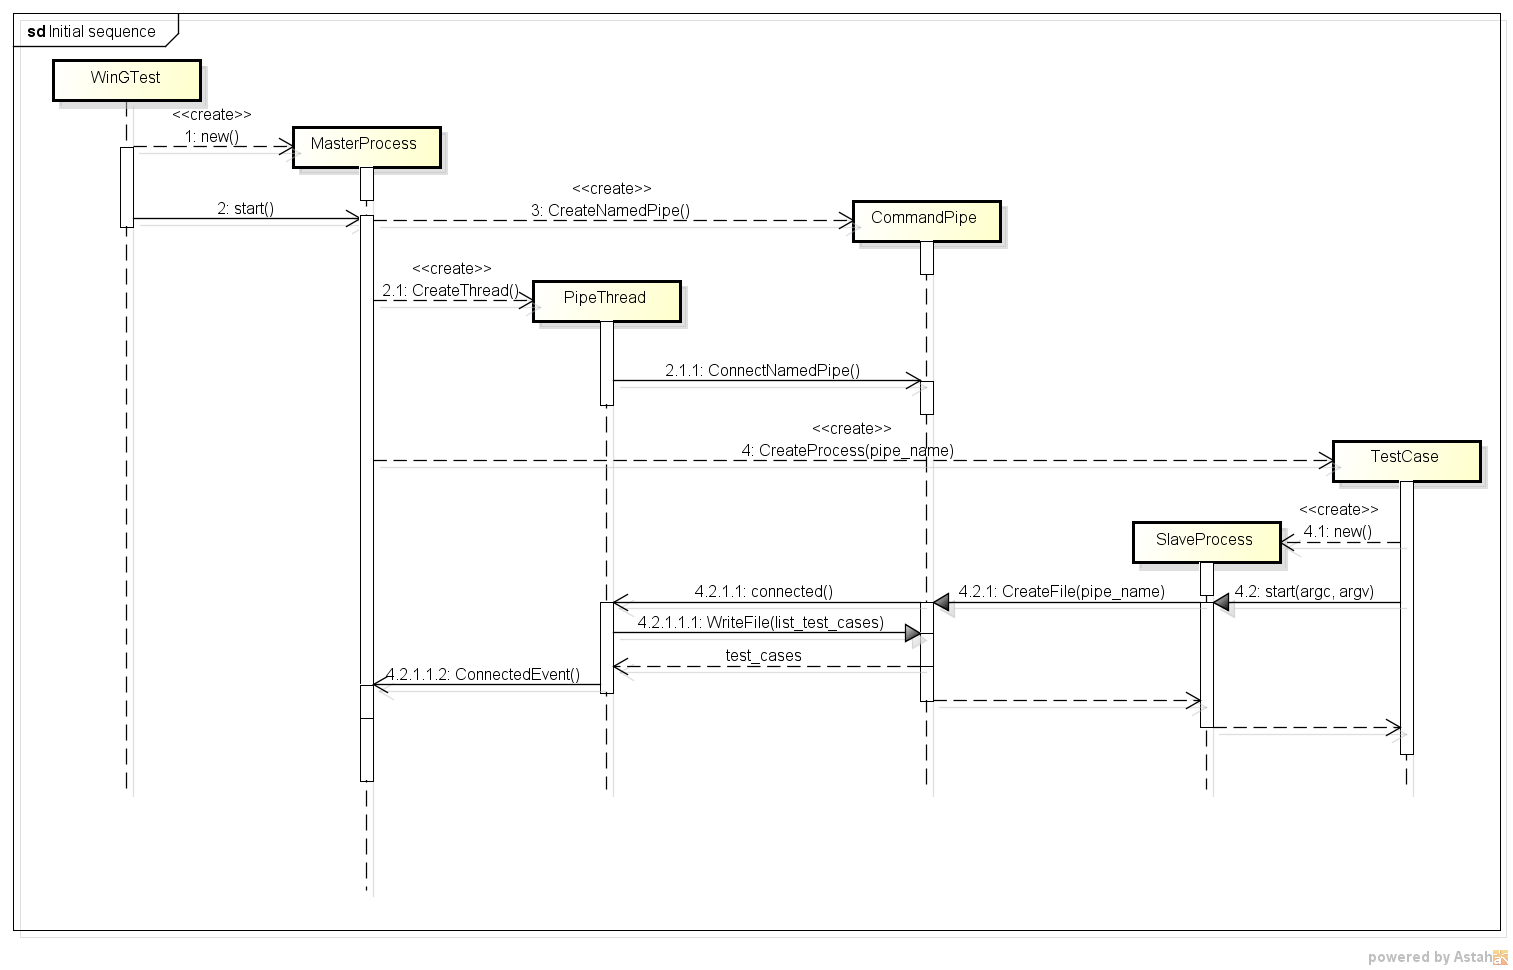 sd Initial sequence
WinGTest
<<create>>
1: new()
MasterProcess
<<create>>
2: start()
3: CreateNamedPipe()
CommandPipe
<<create>>
2.1: CreateThread()
PipeThread
2.1.1: ConnectNamedPipe()
<<create>>
4: CreateProcess(pipe_name)
TestCase
<<create>>
4.1: new()
SlaveProcess
4.2.1.1: connected()
4.2.1: CreateFile(pipe_name)
4.2: start(argc, argv)
4.2.1.1.1: WriteFile(list_test_cases)
test_cases
4.2.1.1.2: ConnectedEvent()
powered by Astah